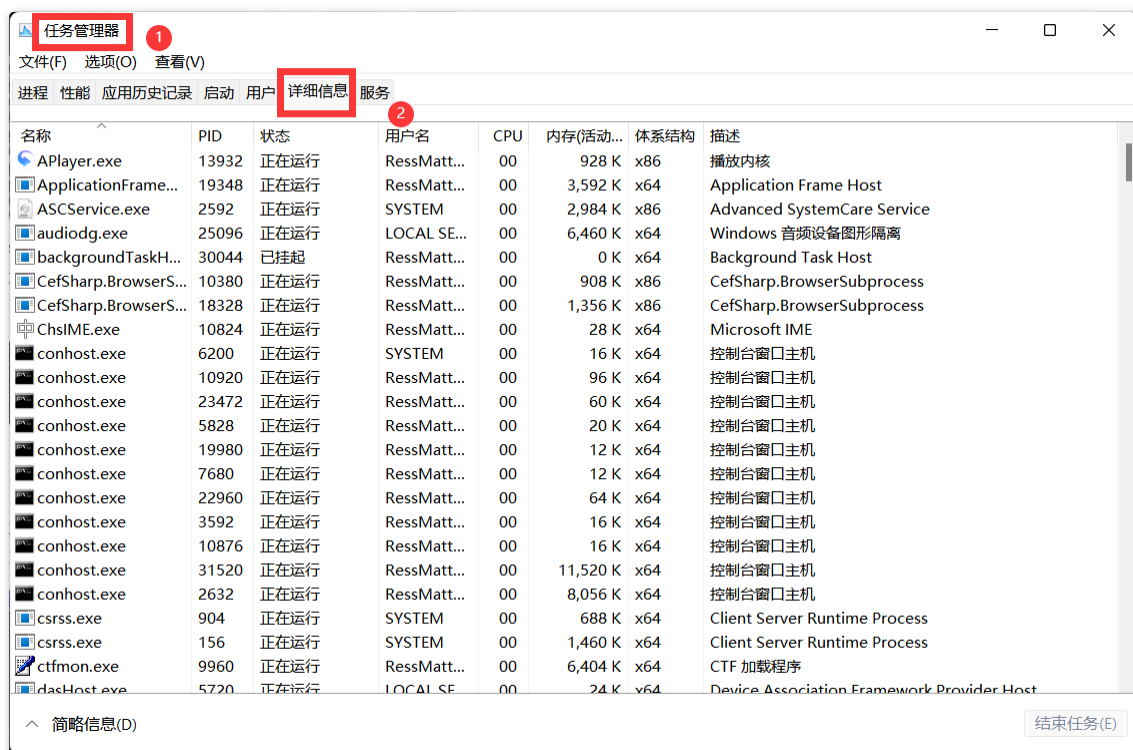 任务管理器 1
文件(F) 选项(O) 查看(V)
进程 性能 应用历史记录 启动 用户 详细信息 服务
2
名称 PID 状态 用户名 CPU 内存(活动... 体系结构 描述
APlayer.exe 13932 正在运行 RessMatt... 00 928 K x86 播放内核
ApplicationFrame... 19348 正在运行 RessMatt... 00 3,592 K x64 Application Frame Host
ASCService.exe 2592 正在运行 SYSTEM 00 2,984 K x86 Advanced SystemCare Service
audiodg.exe 25096 正在运行 LOCAL SE... 00 6,460 K x64 Windows 音频设备图形隔离
backgroundTaskH... 30044 已挂起 RessMatt... 00 0 K x64 Background Task Host
CefSharp.BrowserS... 10380 正在运行 RessMatt... 00 908 K x86 CefSharp.BrowserSubprocess
CefSharp.BrowserS... 18328 正在运行 RessMatt... 00 1,356 K x86 CefSharp.BrowserSubprocess
ChsIME.exe 10824 正在运行 RessMatt... 00 28 K x64 Microsoft IME
conhost.exe 6200 正在运行 SYSTEM 00 16 K x64 控制台窗口主机
conhost.exe 10920 正在运行 RessMatt... 00 96 K x64 控制台窗口主机
conhost.exe 23472 正在运行 RessMatt... 00 60 K x64 控制台窗口主机
conhost.exe 5828 正在运行 RessMatt... 00 20 K x64 控制台窗口主机
conhost.exe 19980 正在运行 RessMatt... 00 12 K x64 控制台窗口主机
conhost.exe 7680 正在运行 RessMatt... 00 12 K x64 控制台窗口主机
conhost.exe 22960 正在运行 RessMatt... 00 64 K x64 控制台窗口主机
conhost.exe 3592 正在运行 RessMatt... 00 16 K x64 控制台窗口主机
conhost.exe 10876 正在运行 RessMatt... 00 16 K x64 控制台窗口主机
conhost.exe 31520 正在运行 RessMatt... 00 11,520 K x64 控制台窗口主机
conhost.exe 2632 正在运行 RessMatt... 00 8,056 K x64 控制台窗口主机
csrss.exe 904 正在运行 SYSTEM 00 688 K x64 Client Server Runtime Process
csrss.exe 156 正在运行 SYSTEM 00 1,460 K x64 Client Server Runtime Process
ctfmon.exe 9960 正在运行 RessMatt... 00 6,404 K x64 CTF 加载程序
dasHost.exe 5720 正在运行 LOCAL SE... 00 24 K x64 Device Association Framework Provider Host
简略信息(D) 结束任务(E)